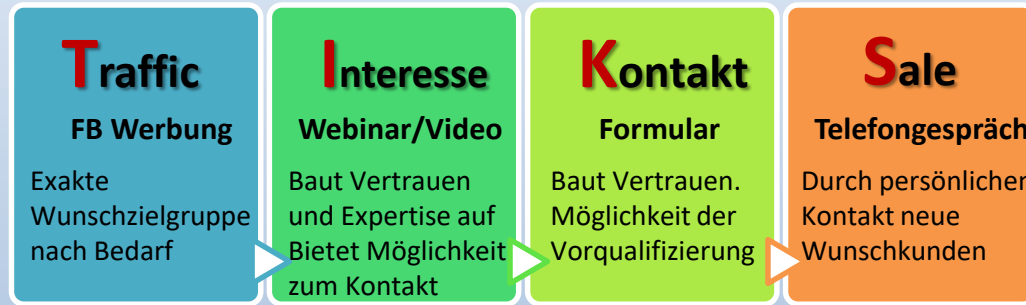 Traffic
FB Werbung
Exakte
Wunschzielgruppe
nach Bedarf
Interesse
Webinar/Video
Baut Vertrauen
und Expertise auf
Bietet Möglichkeit
zum Kontakt
Kontakt
Formular
Baut Vertrauen.
Möglichkeit der
Vorqualifizierung
Sale
Telefongespräch
Durch persönlichen
Kontakt neue
Wunschkunden